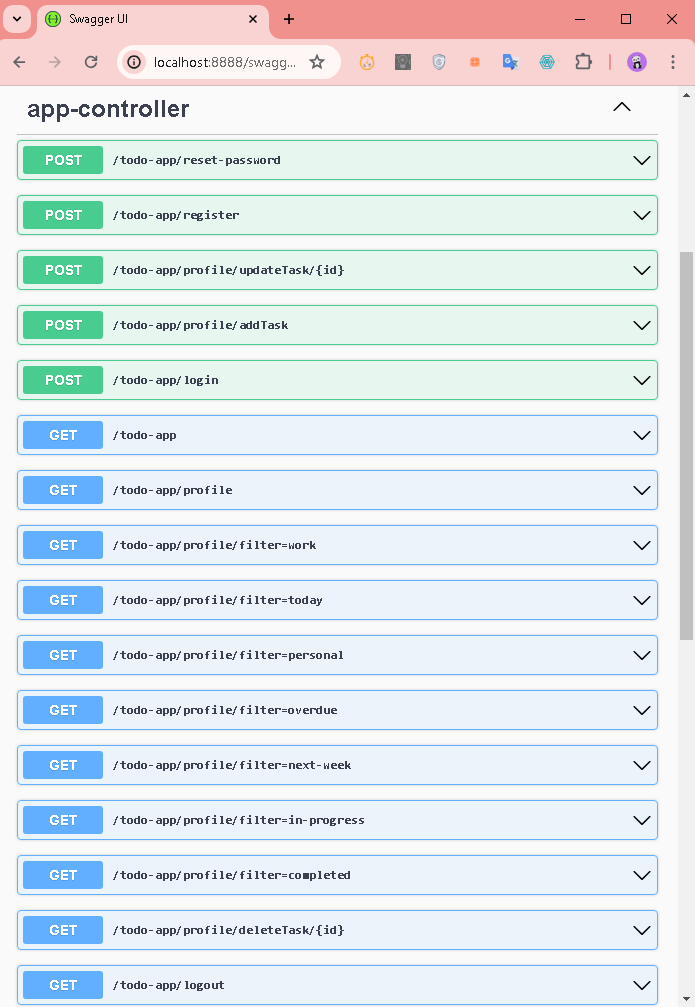 Swagger UI
localhost:8888/swagg...
app-controller
POST /todo-app/reset-password
POST /todo-app/register
POST /todo-app/profile/updateTask/{id}
POST /todo-app/profile/addTask
POST /todo-app/login
GET /todo-app
GET /todo-app/profile
GET /todo-app/profile/filter=work
GET /todo-app/profile/filter=today
GET /todo-app/profile/filter=personal
GET /todo-app/profile/filter=overdue
GET /todo-app/profile/filter=next-week
GET /todo-app/profile/filter=in-progress
GET /todo-app/profile/filter=completed
GET /todo-app/profile/deleteTask/{id}
GET /todo-app/logout